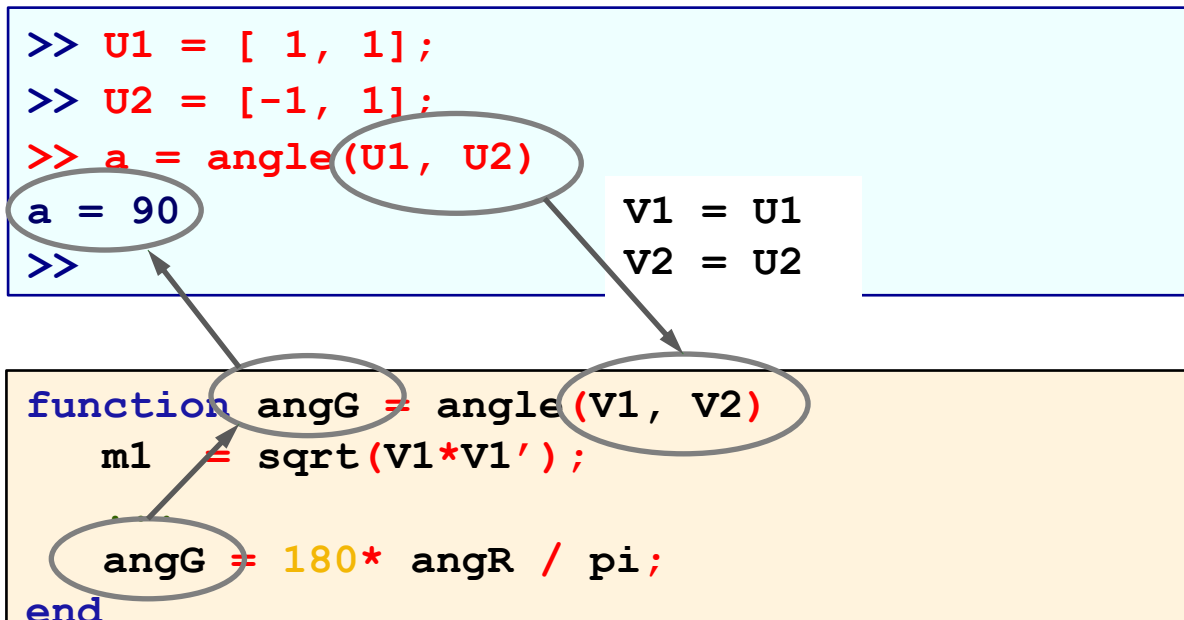 >> U1 = [ 1, 1];
>> U2 = [-1, 1];
>> a = angle(U1, U2)
a = 90
>>
V1 = U1
V2 = U2
function angG = angle(V1, V2)
m1 = sqrt(V1*V1′);
...
angG = 180* angR / pi;
end